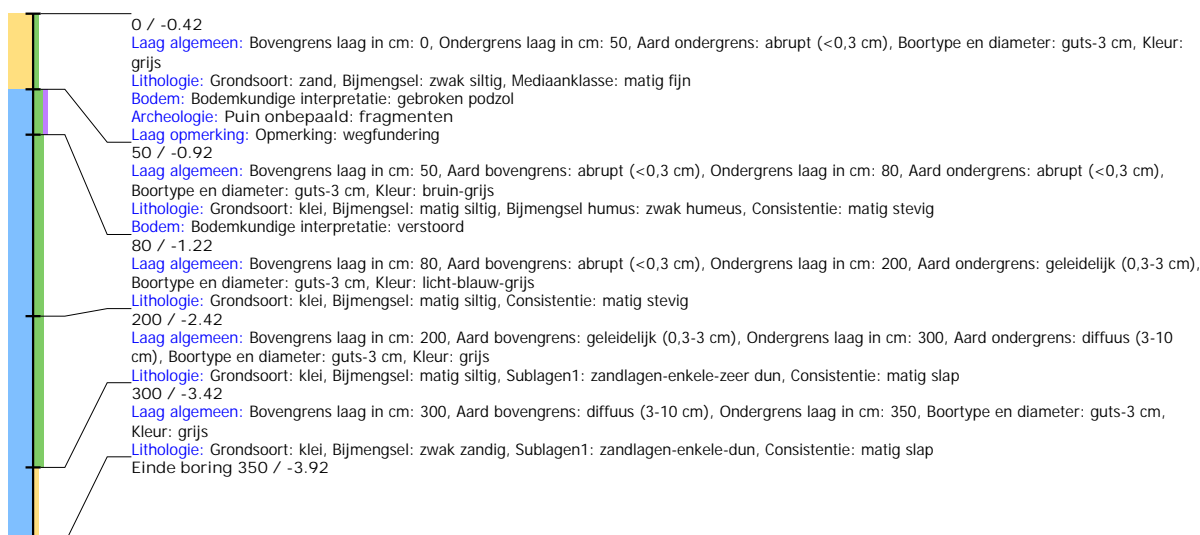 0 / -0.42
Laag algemeen: Bovengrens laag in cm: 0, Ondergrens laag in cm: 50, Aard ondergrens: abrupt (<0,3 cm), Boortype en diameter: guts-3 cm, Kleur:
grijs
Lithologie: Grondsoort: zand, Bijmengsel: zwak siltig, Mediaanklasse: matig fijn
Bodem: Bodemkundige interpretatie: gebroken podzol
Archeologie: Puin onbepaald: fragmenten
Laag opmerking: Opmerking: wegfundering
50 / -0.92
Laag algemeen: Bovengrens laag in cm: 50, Aard bovengrens: abrupt (<0,3 cm), Ondergrens laag in cm: 80, Aard ondergrens: abrupt (<0,3 cm),
Boortype en diameter: guts-3 cm, Kleur: bruin-grijs
Lithologie: Grondsoort: klei, Bijmengsel: matig siltig, Bijmengsel humus: zwak humeus, Consistentie: matig stevig
Bodem: Bodemkundige interpretatie: verstoord
80 / -1.22
Laag algemeen: Bovengrens laag in cm: 80, Aard bovengrens: abrupt (<0,3 cm), Ondergrens laag in cm: 200, Aard ondergrens: geleidelijk (0,3-3 cm),
Boortype en diameter: guts-3 cm, Kleur: licht-blauw-grijs
Lithologie: Grondsoort: klei, Bijmengsel: matig siltig, Consistentie: matig stevig
200 / -2.42
Laag algemeen: Bovengrens laag in cm: 200, Aard bovengrens: geleidelijk (0,3-3 cm), Ondergrens laag in cm: 300, Aard ondergrens: diffuus (3-10
cm), Boortype en diameter: guts-3 cm, Kleur: grijs
Lithologie: Grondsoort: klei, Bijmengsel: matig siltig, Sublagen1: zandlagen-enkele-zeer dun, Consistentie: matig slap
300 / -3.42
Laag algemeen: Bovengrens laag in cm: 300, Aard bovengrens: diffuus (3-10 cm), Ondergrens laag in cm: 350, Boortype en diameter: guts-3 cm,
Kleur: grijs
Lithologie: Grondsoort: klei, Bijmengsel: zwak zandig, Sublagen1: zandlagen-enkele-dun, Consistentie: matig slap
Einde boring 350 / -3.92